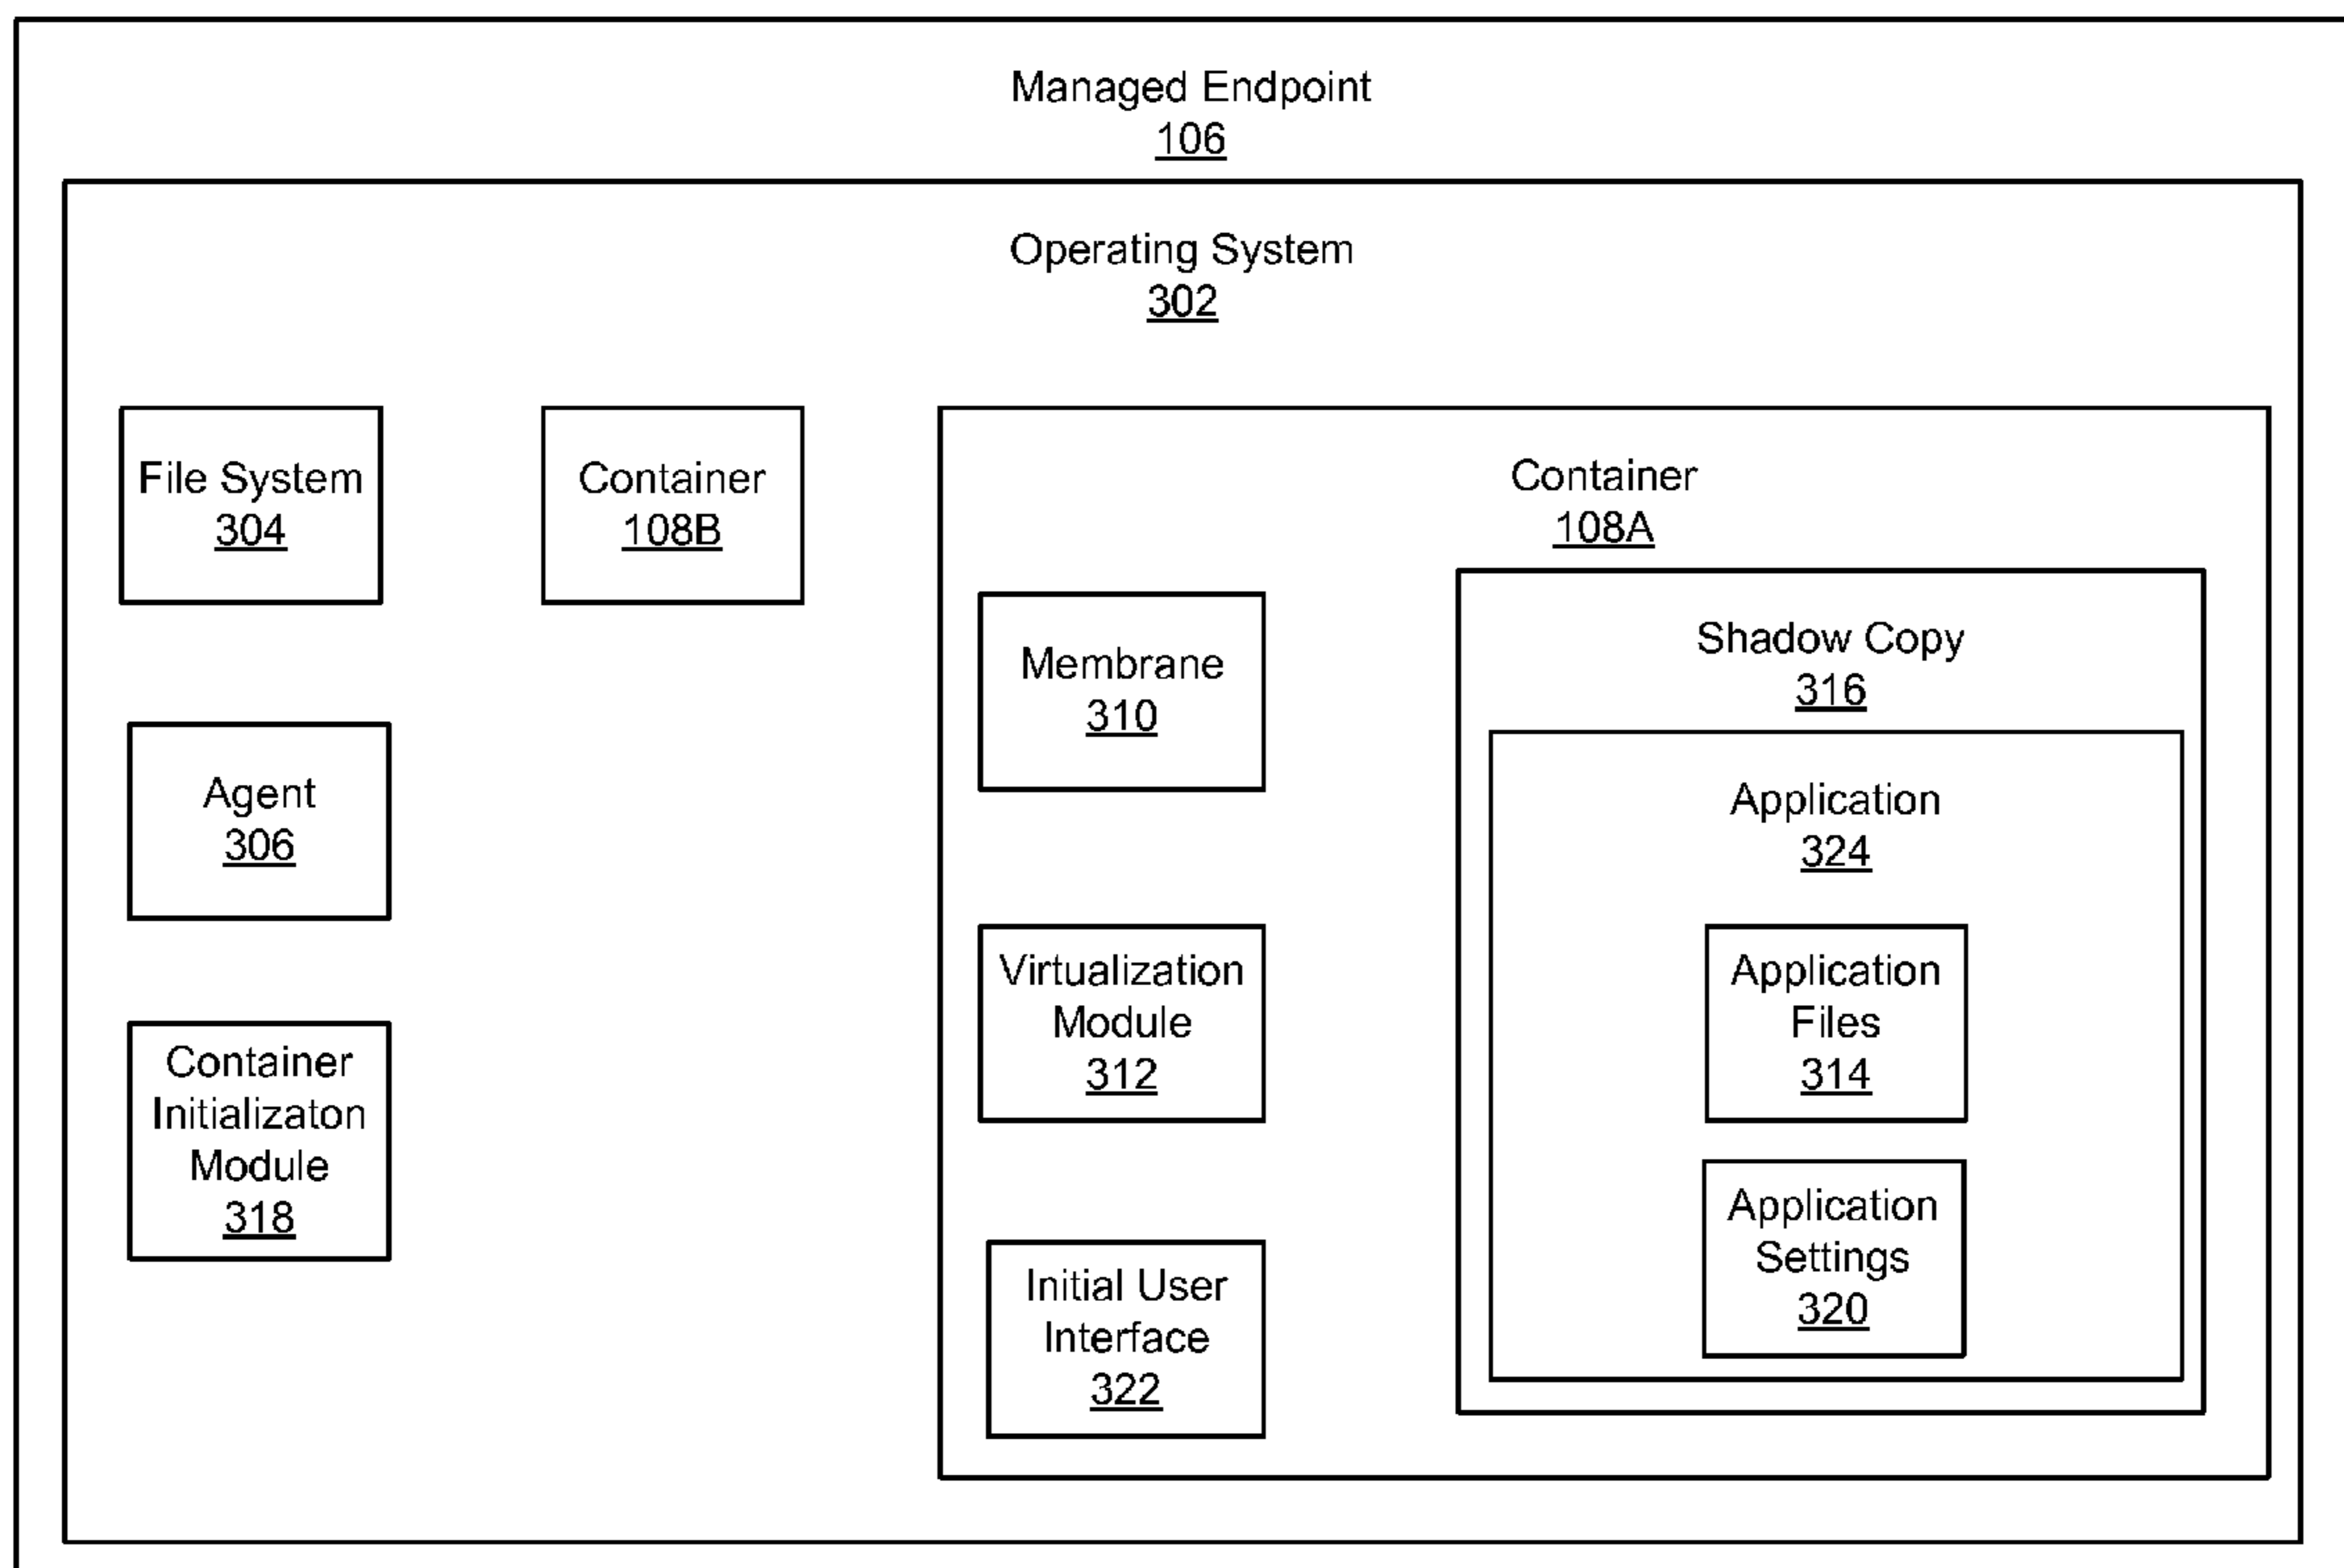 Managed Endpoint
106
Operating System
302
File System
304
Container
108B
Container
108A
Membrane
310
Shadow Copy
316
Agent
306
Application
324
Virtualization
Module
312
Application
Files
314
Container
Initializaton
Module
318
Initial User
Interface
322
Application
Settings
320